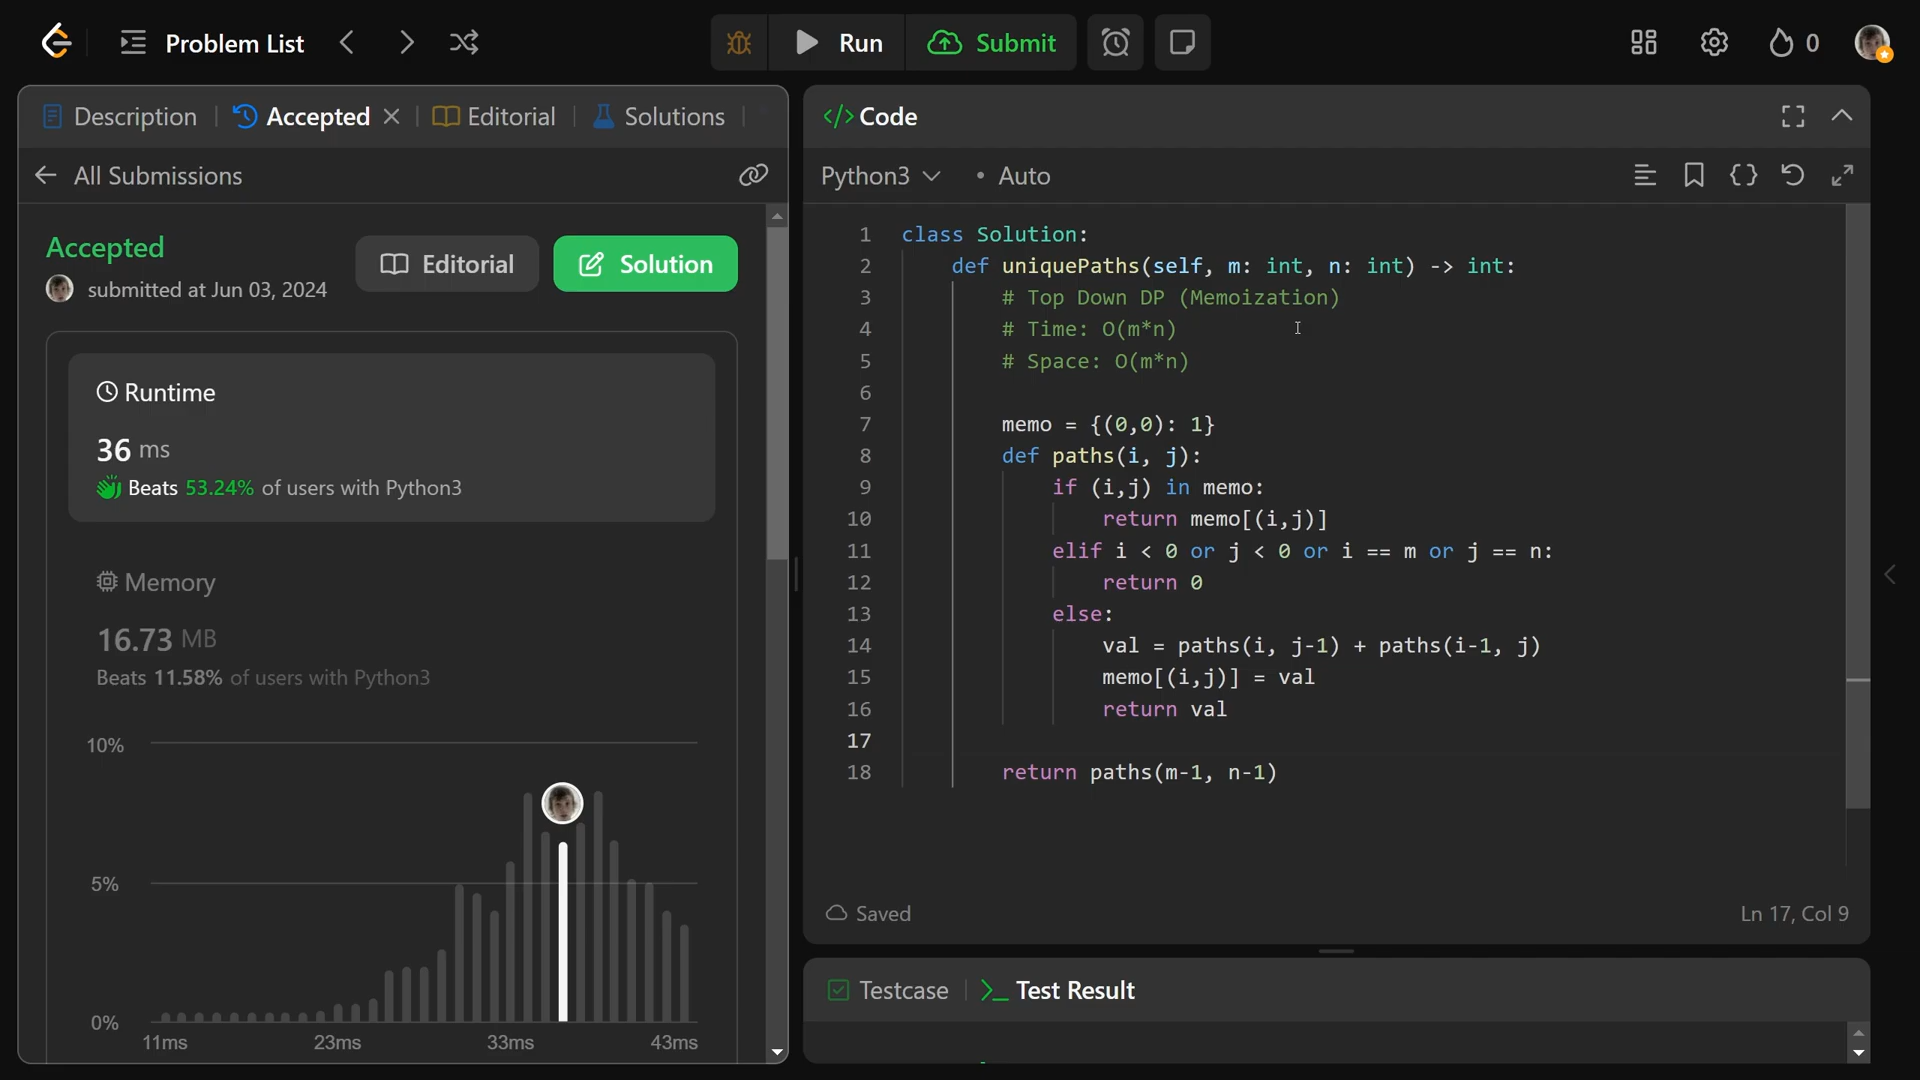 Problem List
Run
Submit
0
Description
Accepted
Editorial
Solutions
All Submissions
Accepted
submitted at Jun 03, 2024
Editorial
Solution
Runtime
36 ms
Beats 53.24% of users with Python3
Memory
16.73 MB
Beats 11.58% of users with Python3
10%
5%
0%
11ms
23ms
33ms
43ms
</> Code
Python3
• Auto
1 class Solution:
2 def uniquePaths(self, m: int, n: int) -> int:
3 # Top Down DP (Memoization)
4 # Time: O(m*n)
5 # Space: O(m*n)
6
7 memo = {(0,0): 1}
8 def paths(i, j):
9 if (i,j) in memo:
10 return memo[(i,j)]
11 elif i < 0 or j < 0 or i == m or j == n:
12 return 0
13 else:
14 val = paths(i, j-1) + paths(i-1, j)
15 memo[(i,j)] = val
16 return val
17
18 return paths(m-1, n-1)
Saved
Ln 17, Col 9
Testcase
Test Result